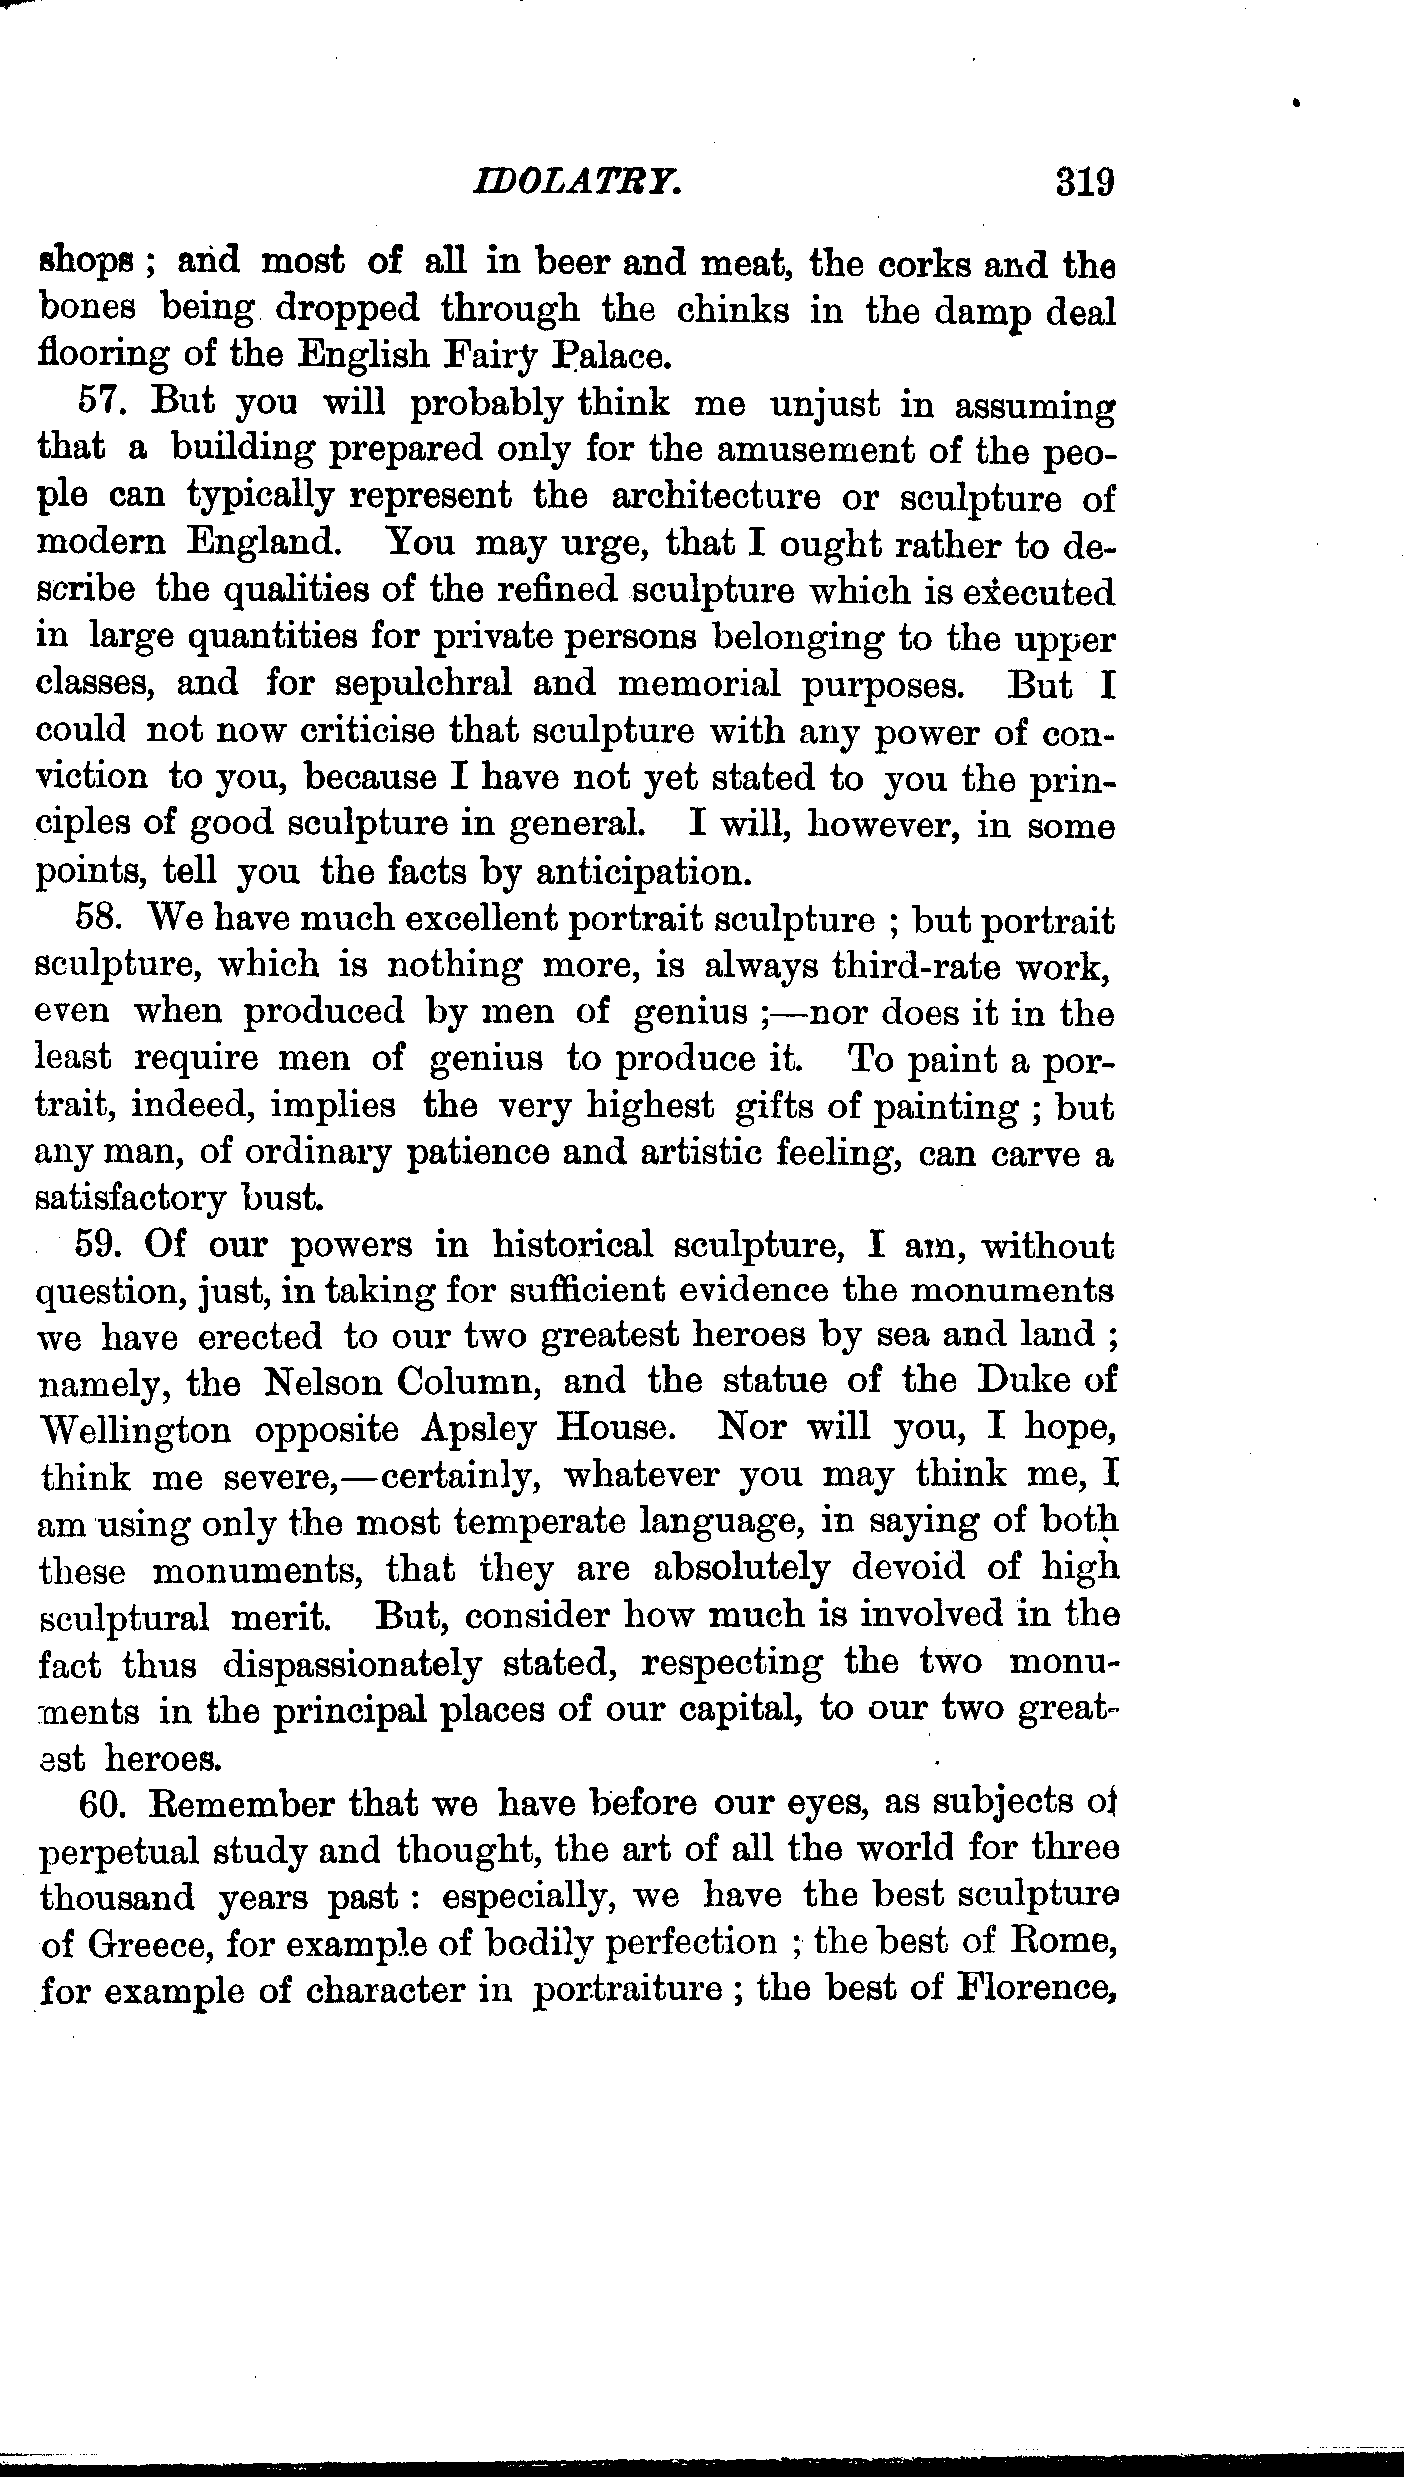 IDOLATRY. 319
shops ; and most of all in beer and meat, the corks and the
bones being dropped through the chinks in the damp deal
flooring of the English Fairy Palace.
57. But you will probably think me unjust in assuming
that a building prepared only for the amusement of the peo-
ple can typically represent the architecture or sculpture of
modern England. You may urge, that I ought rather to de-
scribe the qualities of the refined sculpture which is executed
in large quantities for private persons belonging to the upper
classes, and for sepulchral and memorial purposes. But I
could not now criticise that sculpture with any power of con-
viction to you, because I have not yet stated to you the prin-
ciples of good sculpture in general. I will, however, in some
points, tell you the facts by anticipation.
58. We have much excellent portrait sculpture ; but portrait
sculpture, which is nothing more, is always third-rate work,
even when produced by men of genius ;—nor does it in the
least require men of genius to produce it. To paint a por-
trait, indeed, implies the very highest gifts of painting ; but
any man, of ordinary patience and artistic feeling, can carve a
satisfactory bust.
59. Of our powers in historical sculpture, I am, without
question, just, in taking for sufficient evidence the monuments
we have erected to our two greatest heroes by sea and land ;
namely, the Nelson Column, and the statue of the Duke of
Wellington opposite Apsley House. Nor will you, I hope,
think me severe,—certainly, whatever you may think me, I
am using only the most temperate language, in saying of both
these monuments, that they are absolutely devoid of high
sculptural merit. But, consider how much is involved in the
fact thus dispassionately stated, respecting the two monu-
ments in the principal places of our capital, to our two great-
est heroes.
60. Remember that we have before our eyes, as subjects of
perpetual study and thought, the art of all the world for three
thousand years past : especially, we have the best sculpture
of Greece, for example of bodily perfection ; the best of Rome,
for example of character in portraiture ; the best of Florence,